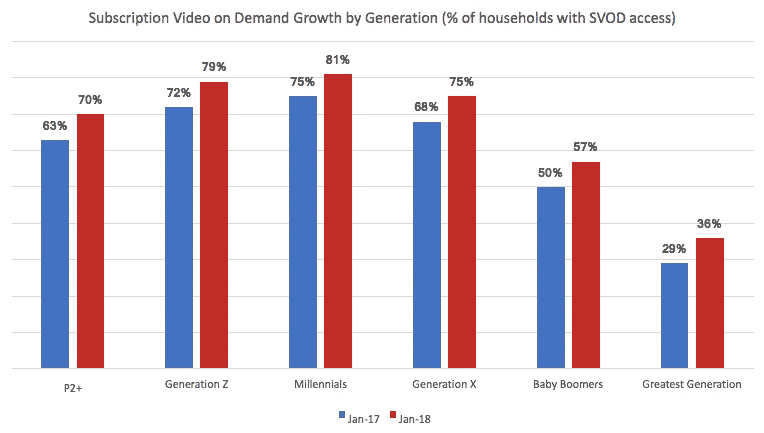 Subscription Video on Demand Growth by Generation (% of households with SVOD access)
63%
70%
72%
79%
75%
81%
68%
75%
50%
57%
29%
36%
P2+
Generation Z
Millennials
Generation X
Baby Boomers
Greatest Generation
Jan-17
Jan-18